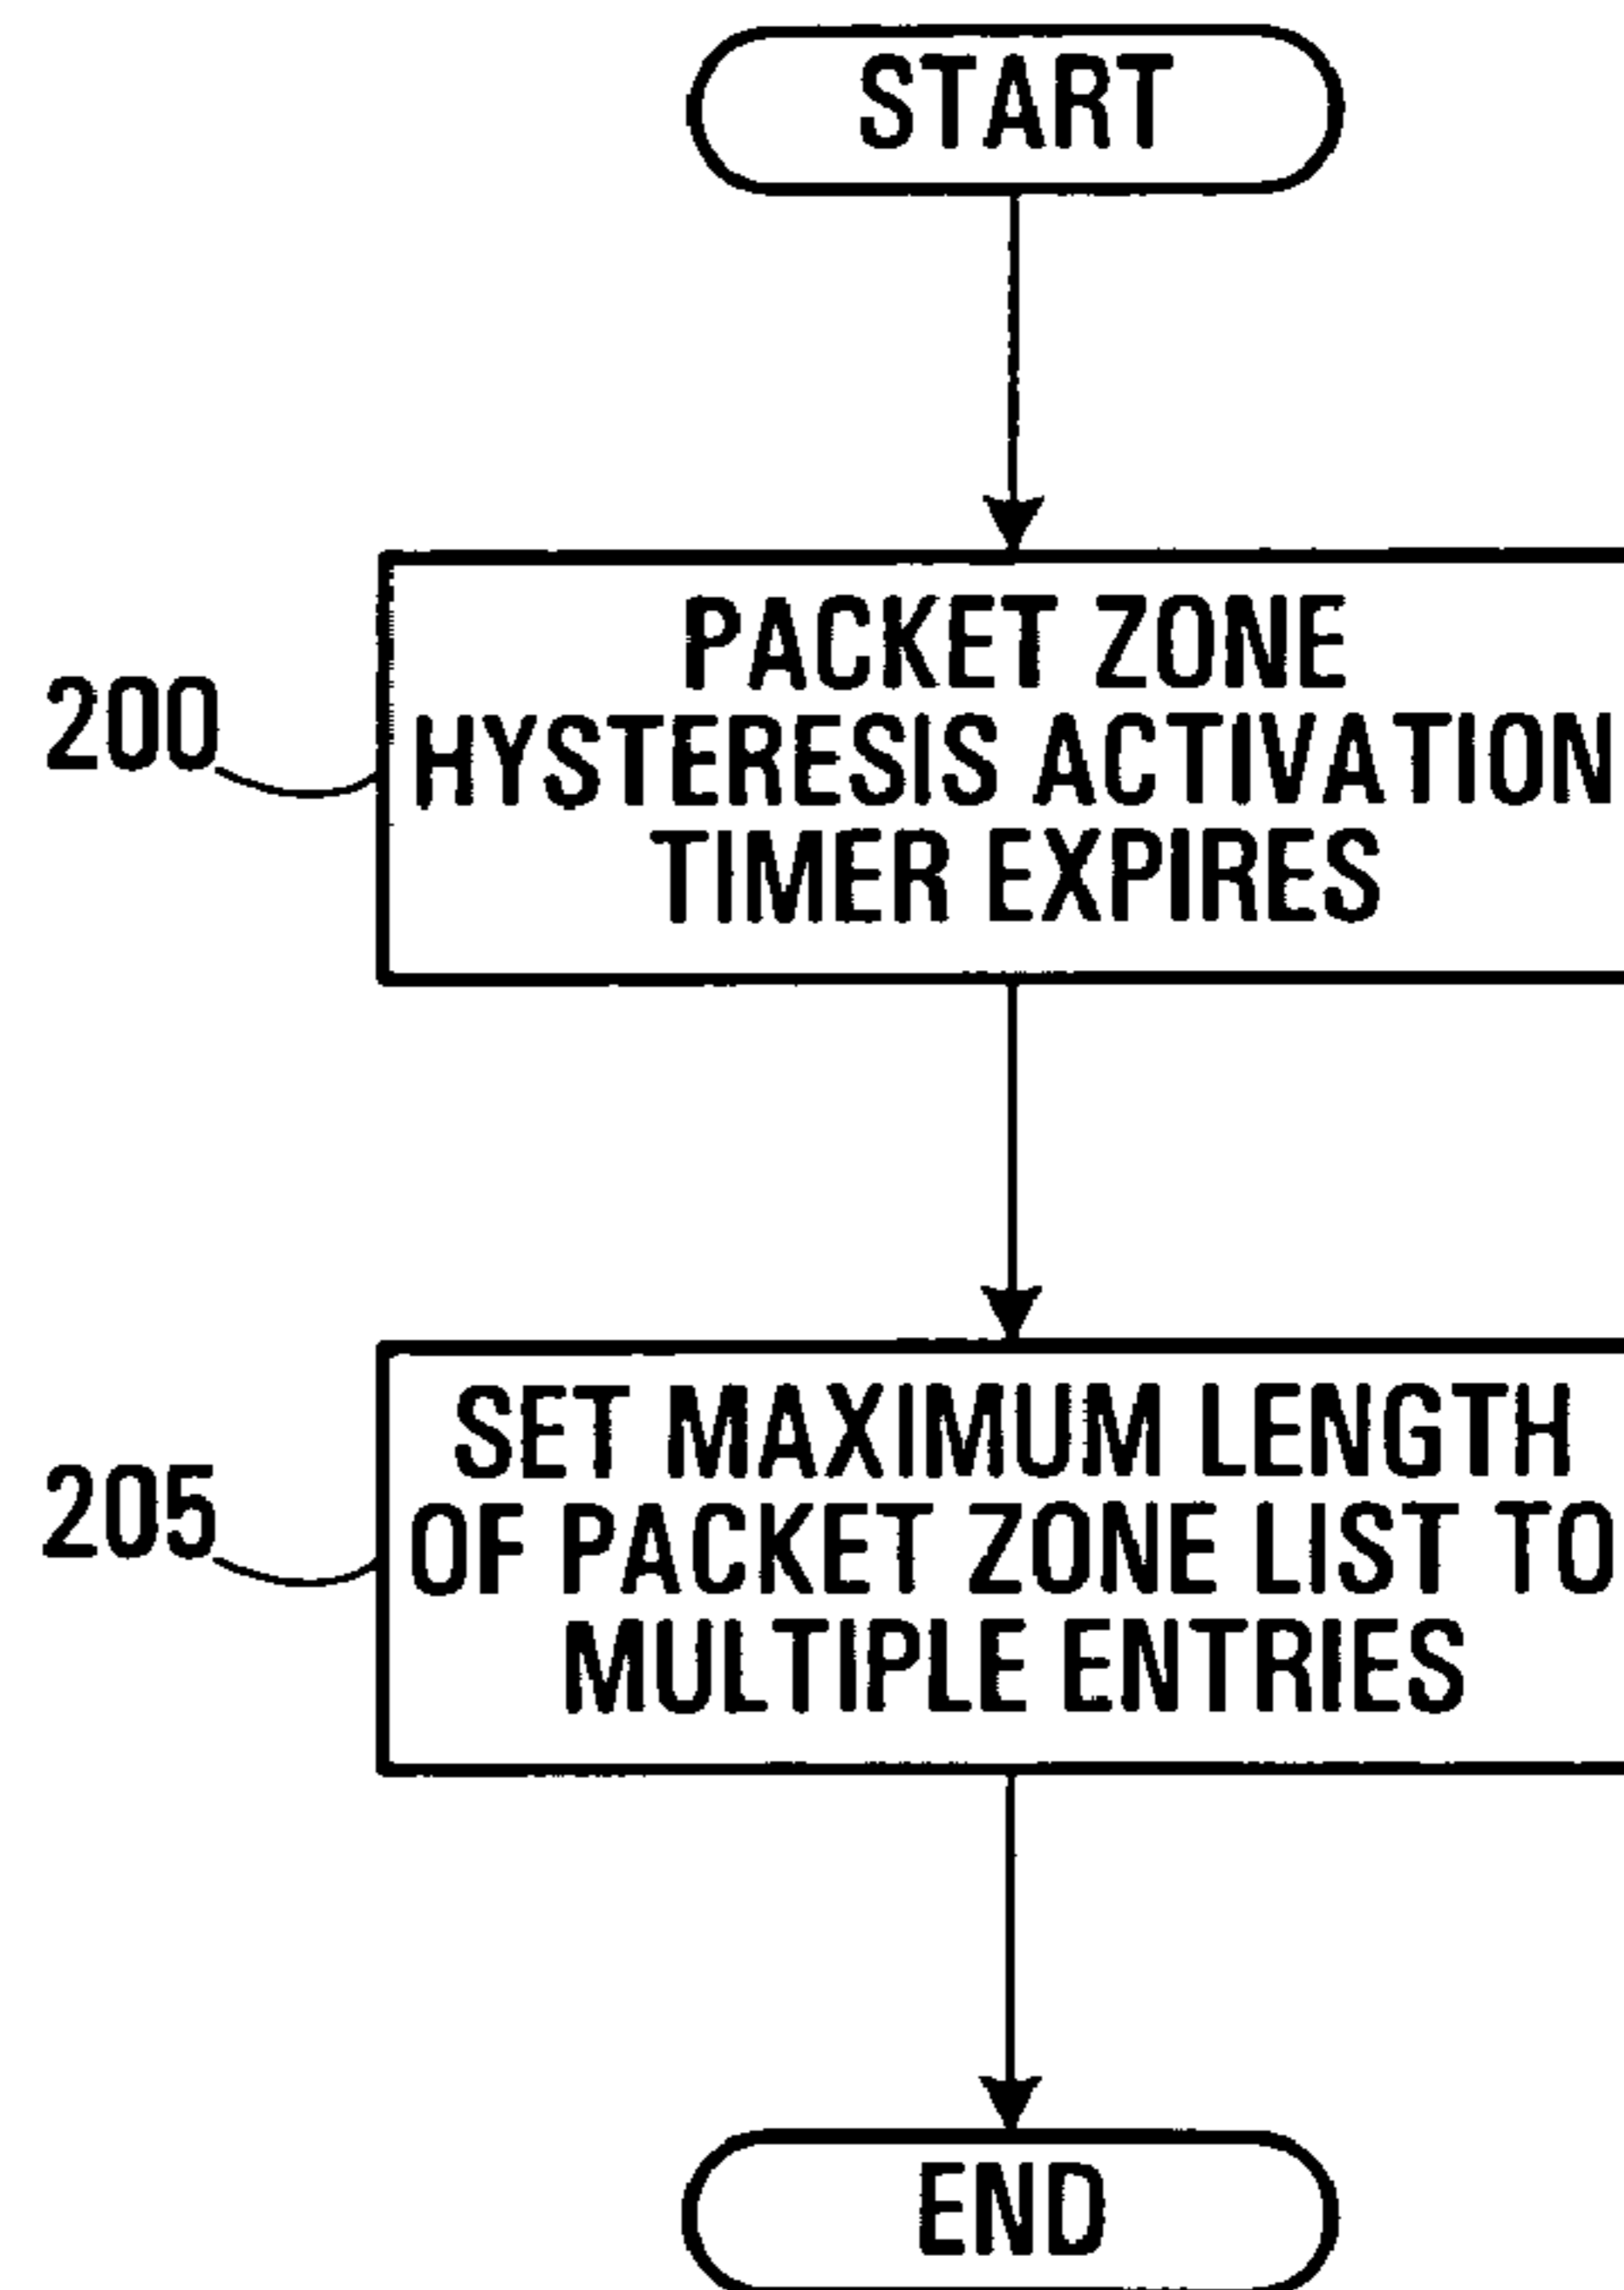 START
200
PACKET ZONE
HYSTERESIS ACTIVATION
TIMER EXPIRES
205
SET MAXIMUM LENGTH
OF PACKET ZONE LIST TO
MULTIPLE ENTRIES
END